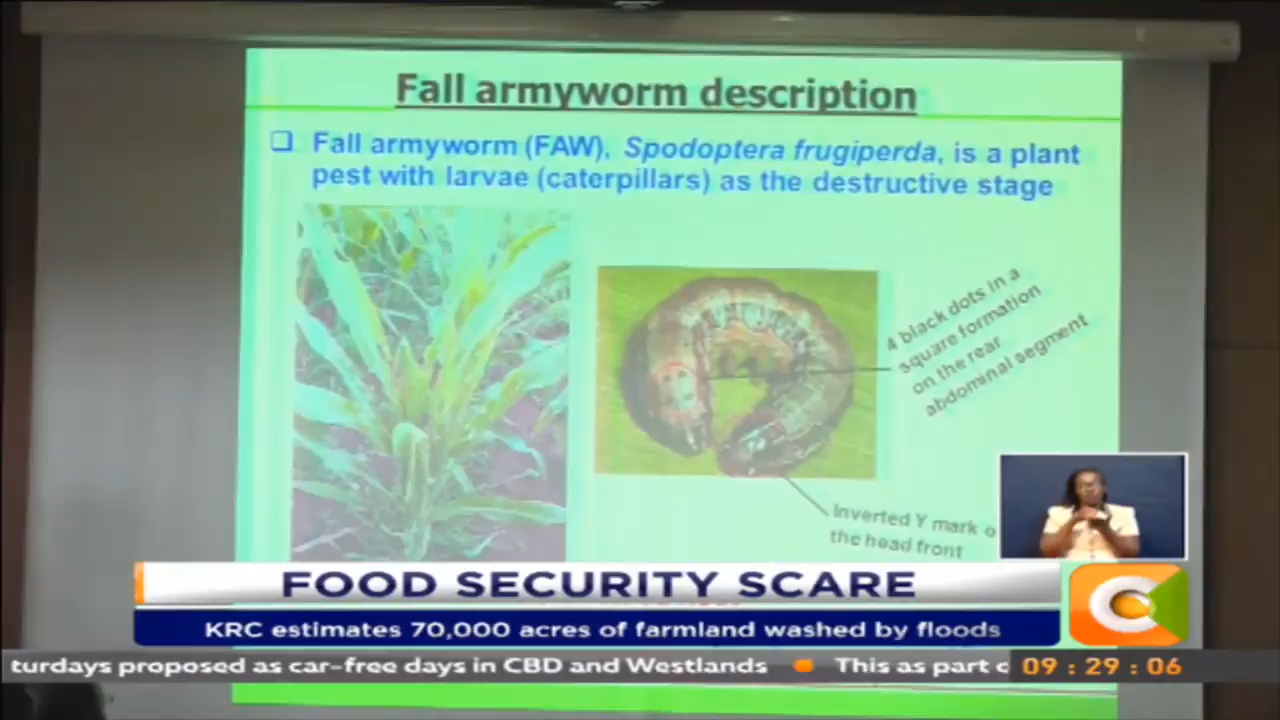 Fall armyworm description
❑ Fall armyworm (FAW), Spodoptera frugiperda, is a plant
pest with larvae (caterpillars) as the destructive stage
4 black dots in a
square formation
on the rear
abdominal segment
Inverted Y mark o
the head front
FOOD SECURITY SCARE
KRC estimates 70,000 acres of farmland washed by floods
turdays proposed as car-free days in CBD and Westlands
This as part
09:29:06